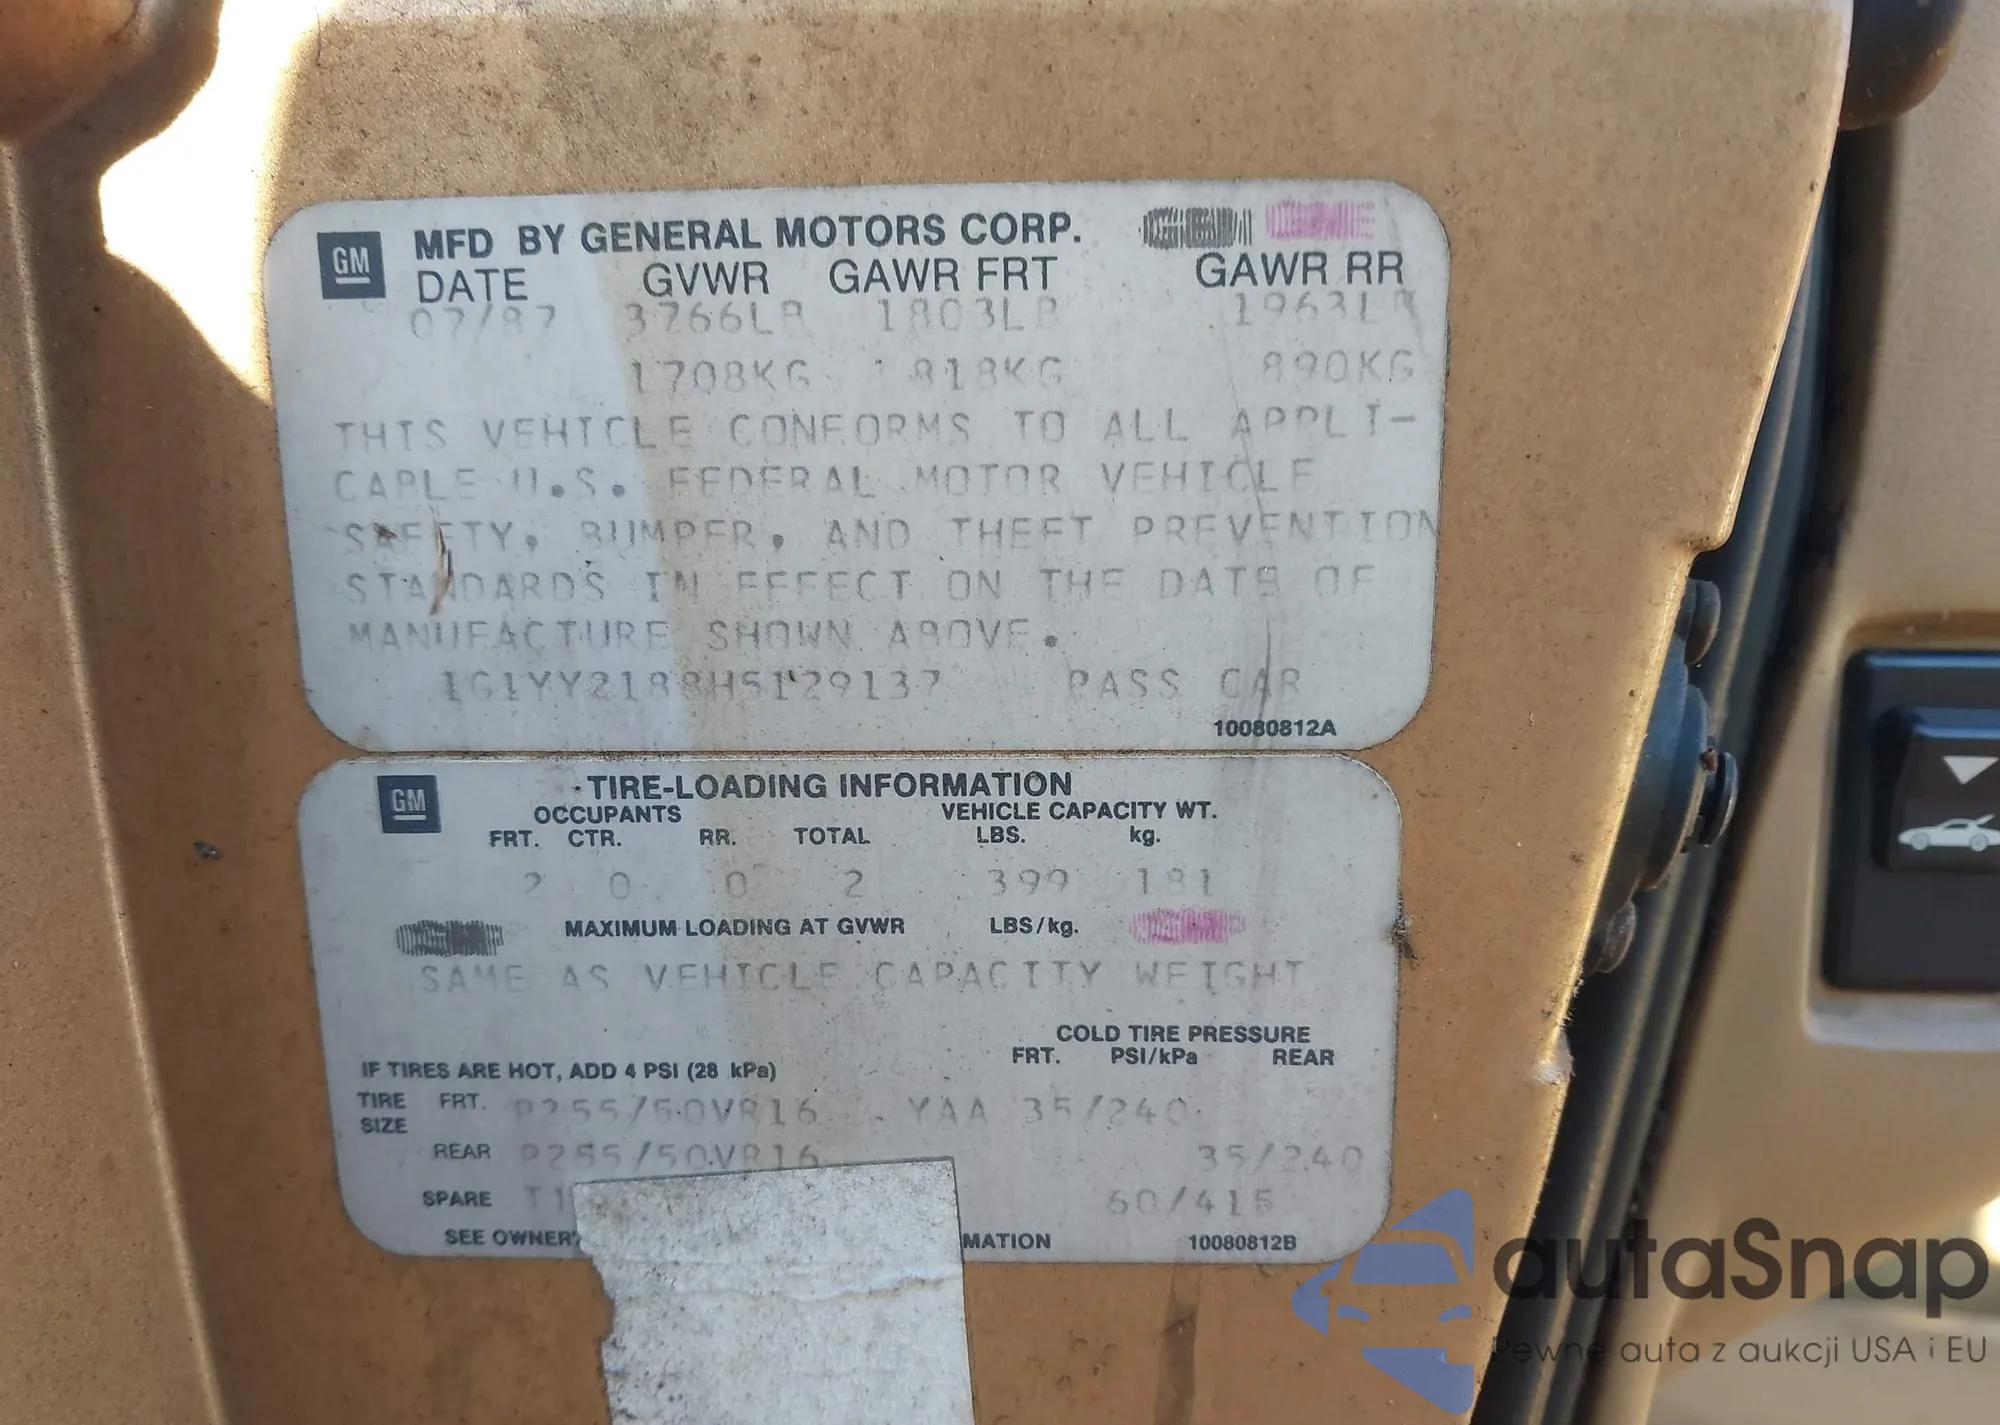 GM MFD BY GENERAL MOTORS CORP.
DATE GVWR GAWR FRT GAWR RR
07/87 3766LB 1803LB 1963LB
1708KG 818KG 890KG
THIS VEHICLE CONFORMS TO ALL APPLI-
CABLE U.S. FEDERAL MOTOR VEHICLE
SAFETY, BUMPER, AND THEFT PREVENTION
STANDARDS IN EFFECT ON THE DATE OF
MANUFACTURE SHOWN ABOVE.
1G1YY2188H5129137 PASS CAR
10080812A
GM TIRE-LOADING INFORMATION
OCCUPANTS VEHICLE CAPACITY WT.
FRT. CTR. RR. TOTAL LBS. kg.
2 0 0 2 399 181
MAXIMUM LOADING AT GVWR LBS/kg.
SAME AS VEHICLE CAPACITY WEIGHT
COLD TIRE PRESSURE
FRT. PSI/kPa REAR
IF TIRES ARE HOT, ADD 4 PSI (28 kPa)
TIRE SIZE FRT. P255/50VR16 YAA 35/240
REAR P255/50VR16 35/240
SPARE 60/415
SEE 10080812B
autaSnap
Pewne auta z aukcji USA i EU